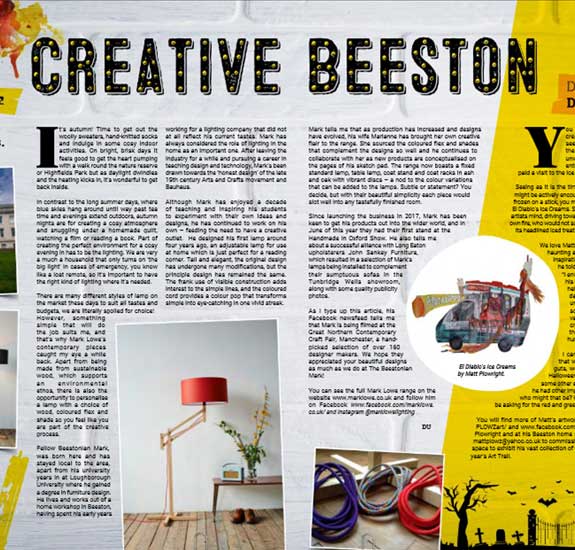 CREATIVE BEESTON
It's autumn! Time to get out the
woolly sweaters, hand-knitted socks
and indulge in some cosy indoor
activities. On bright, brisk days it
feels good to get the heart pumping
with a walk round the nature reserve
or Highfields Park but as daylight dwindles
and the heating kicks in, it's wonderful to get
back inside.
In contrast to the long summer days, where
blue skies hang around until way past tea
time and evenings extend outdoors, autumn
nights are for creating a cosy atmosphere
and snuggling under a homemade quilt,
watching a film or reading a book. Part of
creating the perfect environment for a cosy
evening in has to be the lighting. We are very
a much a household that only turns on 'the
big light' in cases of emergency, you know
like a lost remote, so it's important to have
the right kind of lighting where it's needed.
There are many different styles of lamp on
the market these days to suit all tastes and
budgets, we are literally spoiled for choice!
However, something
simple that will do
the job suits me, and
that's why Mark Lowe's
contemporary pieces
caught my eye a while
back. Apart from being
made from sustainable
wood, which supports
an environmental
ethos, there is also the
opportunity to personalise
a lamp with a choice of
wood, coloured flex and
shade so you feel like you
are part of the creative
process.
Fellow Beestonian Mark,
was born here and has
stayed local to the area,
apart from his university
years in at Loughborough
University where he gained
a degree in furniture design.
He lives and works out of a
home workshop in Beeston,
having spent his early years
working for a lighting company that did not
at all reflect his current tastes. Mark has
always considered the role of lighting in the
home as an important one. After leaving the
industry for a while and pursuing a career in
teaching design and technology, Mark's been
drawn towards the 'honest design' of the late
19th century Arts and Crafts movement and
Bauhaus.
Although Mark has enjoyed a decade
of teaching and inspiring his students
to experiment with their own ideas and
designs, he has continued to work on his
own – feeding the need to have a creative
outlet. He designed his first lamp around
four years ago, an adjustable lamp for use
at home which is just perfect for a reading
corner. Tall and elegant, the original design
has undergone many modifications, but the
principle design has remained the same.
The frank use of visible construction adds
interest to the simple lines, and the coloured
cord provides a colour pop that transforms
simple into eye-catching in one vivid streak.
Mark tells me that as production has increased and designs
have evolved, his wife Marianne has brought her own creative
flair to the range. She sourced the coloured flex and shades
that complement the designs so well and he continues to
collaborate with her as new products are conceptualised on
the pages of his sketch pad. The range now boasts a fixed
standard lamp, table lamp, coat stand and coat racks in ash
and oak with vibrant discs – a nod to the colour variations
that can be added to the lamps. Subtle or statement? You
decide, but with their beautiful simplicity each piece would
slot well into any tastefully finished room.
Since launching the business in 2017, Mark has been
keen to get his product out into the wider world, and in
June of this year they had their first stand at the
Handmade in Oxford Show. He also tells me
about a successful alliance with Long Eaton
upholsterers John Sankey Furniture,
which resulted in a selection of Mark's
lamps being installed to complement
their sumptuous sofas in the
Tunbridge Wells showroom,
along with some quality publicity
photos.
As I type up this article, his
Facebook newsfeed tells me
that Mark is being filmed at the
Great Northern Contemporary
Craft Fair, Manchester, a hand-
picked selection of over 160
designer makers. We hope they
appreciated your beautiful designs
as much as we do at The Beestonian
Mark!
You can see the full Mark Lowe range on the
website www.marklowe.co.uk and follow him
on Facebook www.facebook.com/marklowe.
co.uk/ and Instagram @marklowelighting
DU
El Diablo's Ice Creams
by Matt Plowright.
You
paid a visit to the
Seeing as it is the
might be actively
frozen on a stick, you
El Diablo's Ice Creams.
artistic mind, driving
own fire, who would not
its headlined iced
We love Matt
haunting
he told
I
guts,
Halloween
some other
he had other
who might that be?
be asking for the red and green
You will find more of Matt's artwork
PLOWzart/ and www.facebook.com/
Plowright and at his Beeston home
mattplowz@yahoo.co.uk to commission
space to exhibit his vast collection of
year's Art Trail.